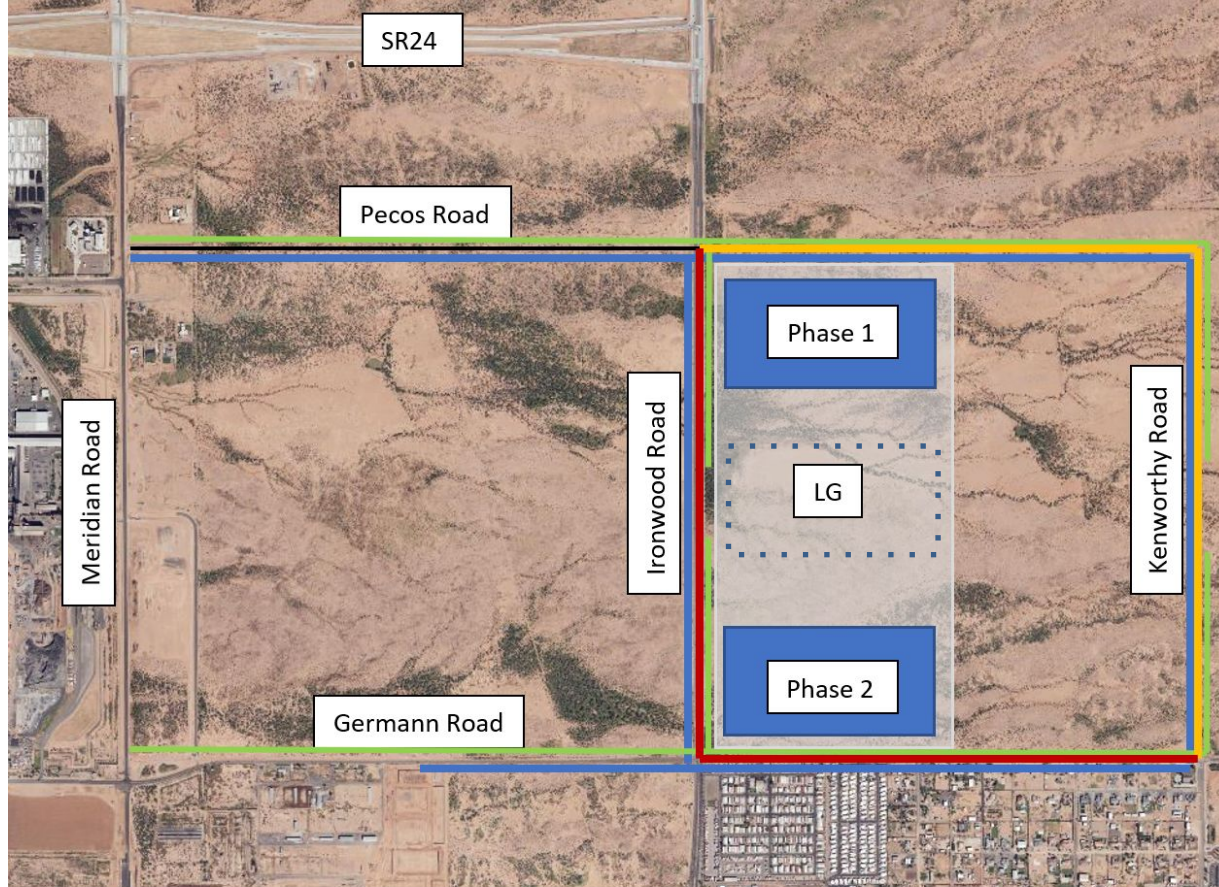 SR24
Pecos Road
Phase 1
Meridian Road
Ironwood Road
Kenworthy Road
LG
Phase 2
Germann Road